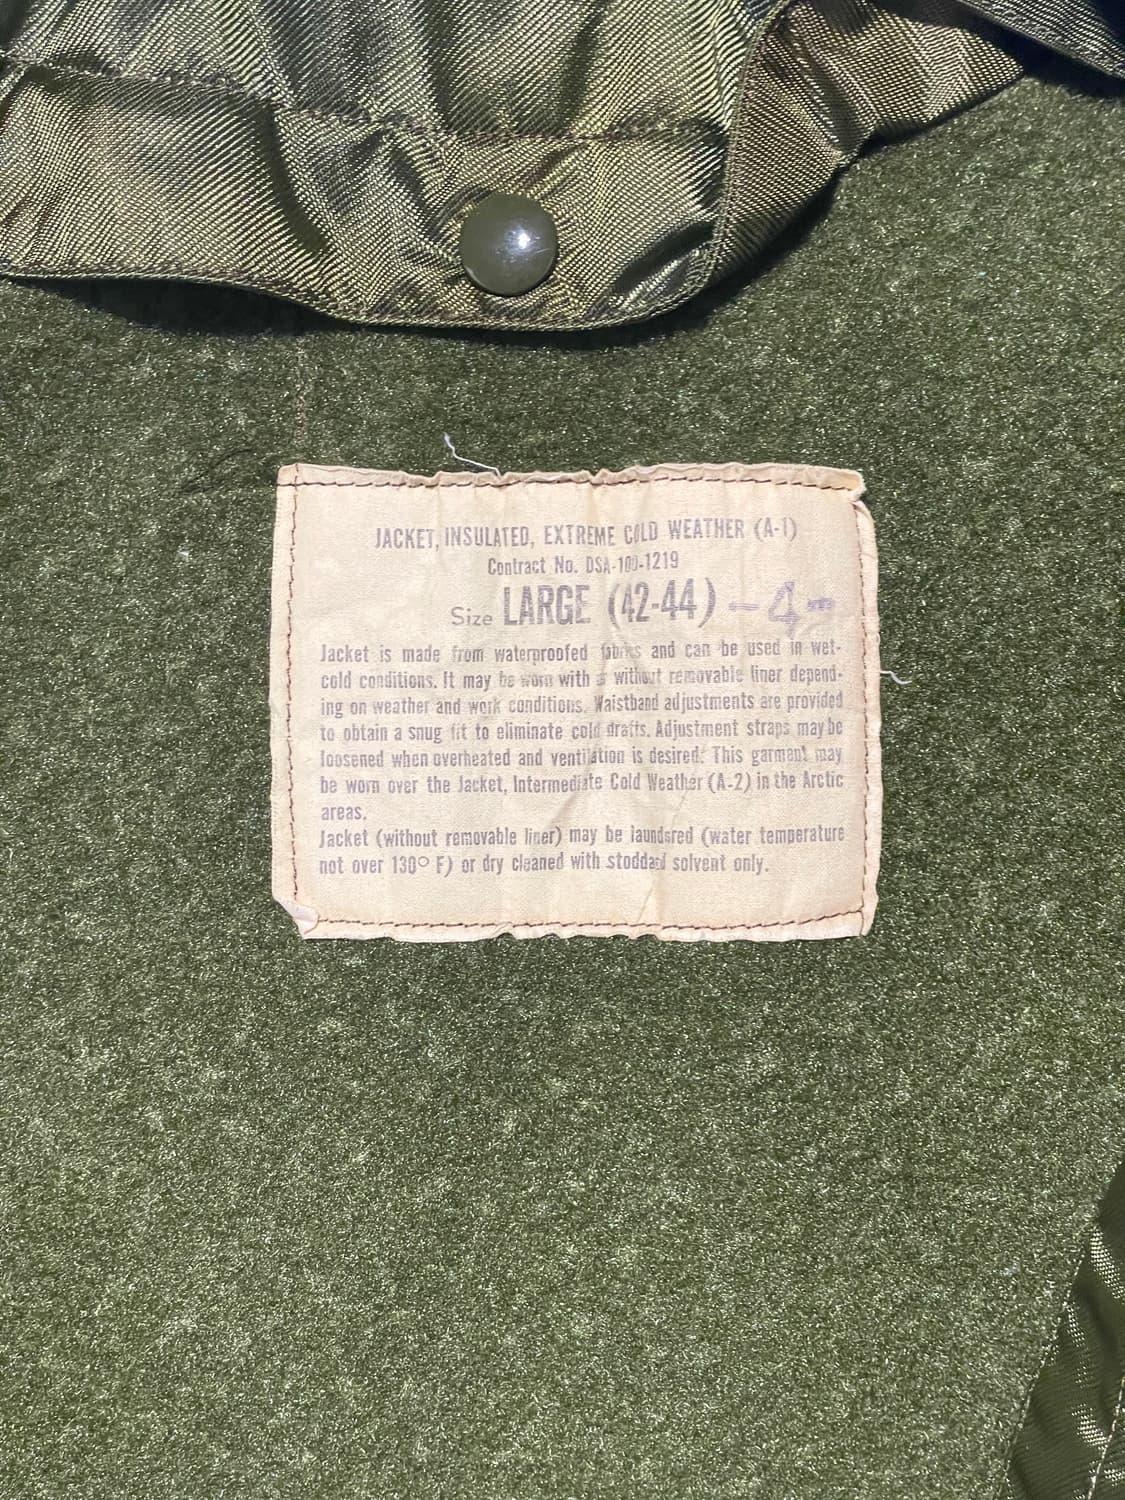 JACKET, INSULATED, EXTREME COLD WEATHER (A-1)
Contract No. DSA-100-1219
Size LARGE (42-44) -4-
Jacket is made from waterproofed fabrics and can be used in wet-
cold conditions. It may be worn with or without removable liner depend-
ing on weather and work conditions. Waistband adjustments are provided
to obtain a snug fit to eliminate cold drafts. Adjustment straps may be
loosened when overheated and ventilation is desired. This garment may
be worn over the Jacket, Intermediate Cold Weather (A-2) in the Arctic
areas.
Jacket (without removable liner) may be laundsred (water temperature
not over 130° F) or dry cleaned with stoddard solvent only.